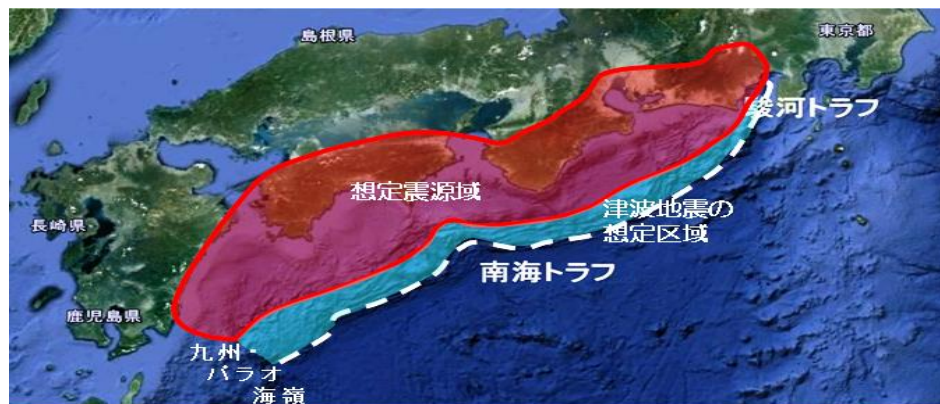 島根県
東京都
駿河トラフ
想定震源域
津波地震の
想定区域
長崎県
南海トラフ
鹿児島県
九州・
パラオ
海嶺